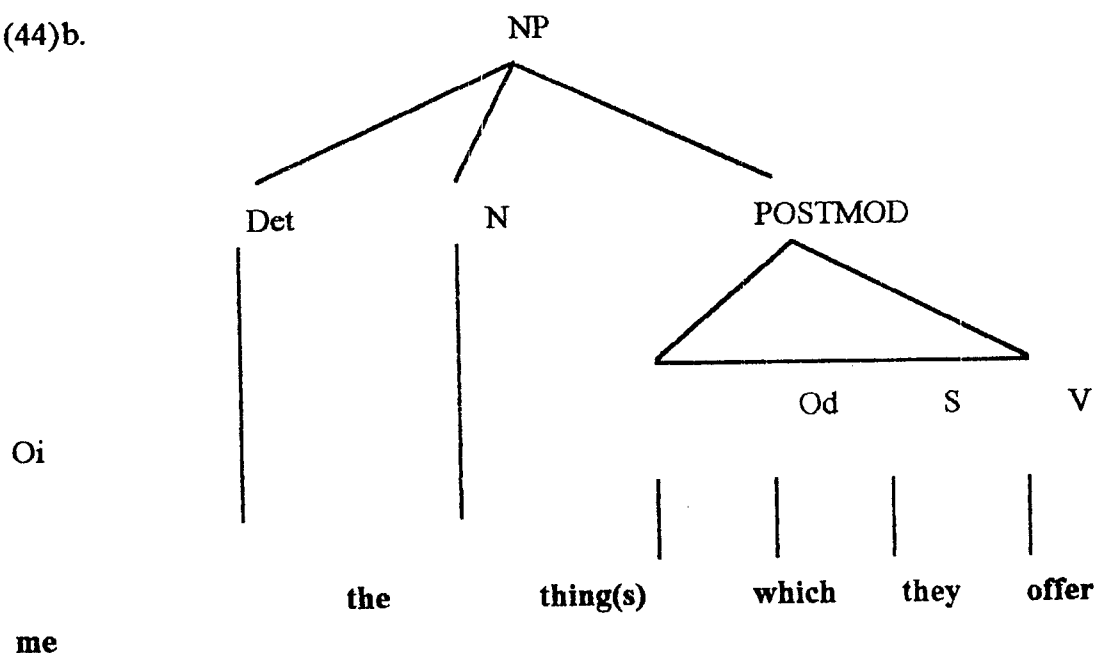 (44)b.
NP
Det N POSTMOD
Od S V
Oi
the thing(s) which they offer
me